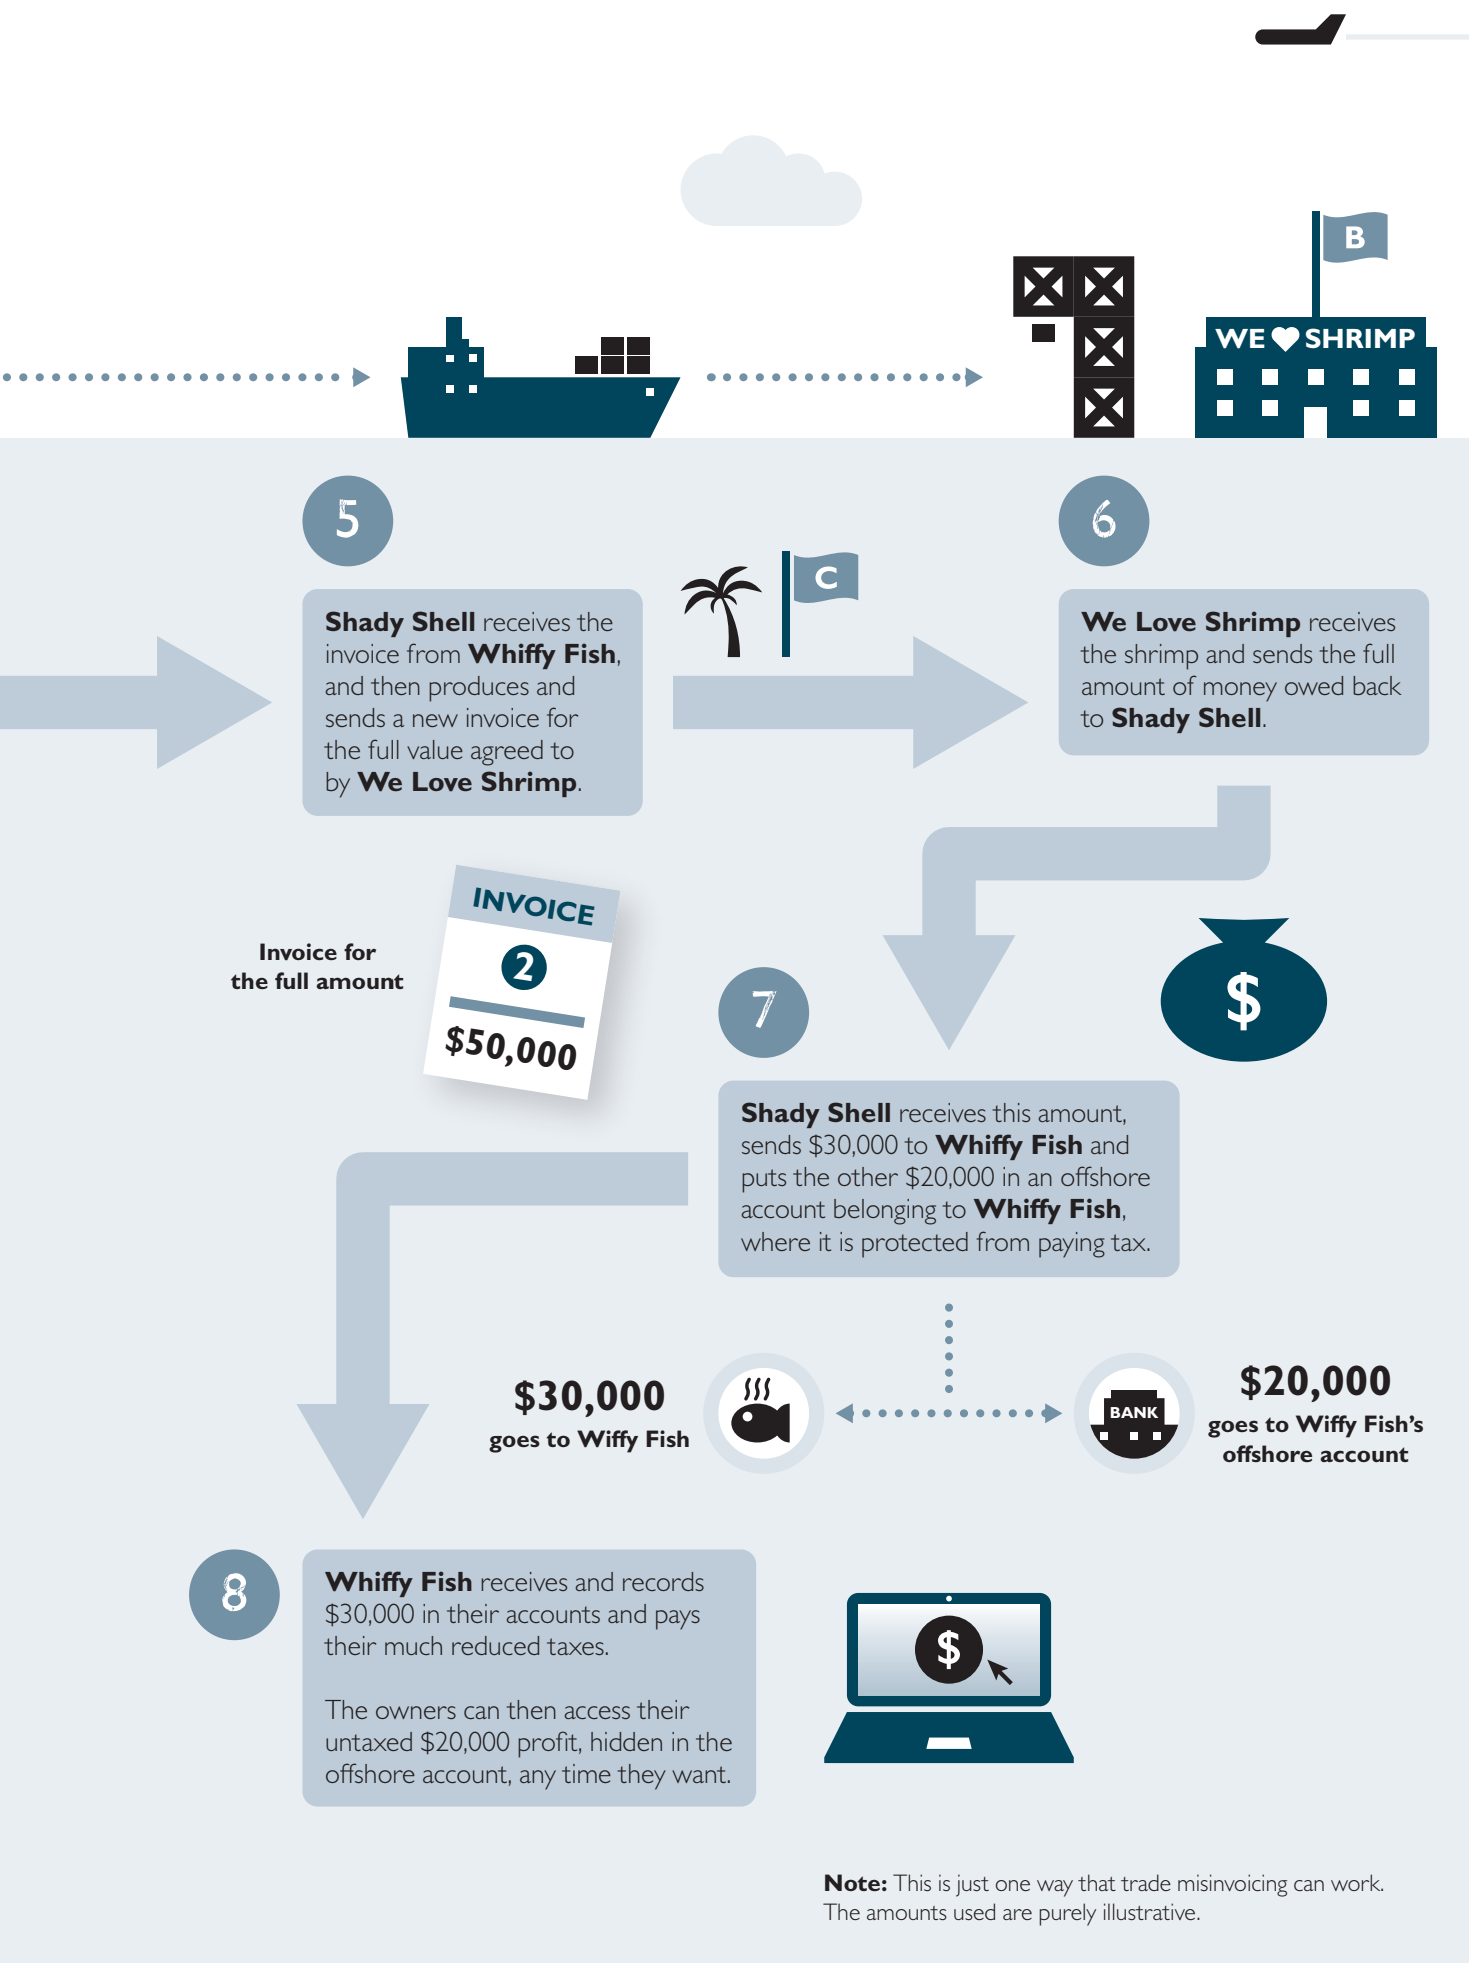 B
WE ♥ SHRIMP
5
6
C
Shady Shell receives the
invoice from Whiffy Fish,
and then produces and
sends a new invoice for
the full value agreed to
by We Love Shrimp.
We Love Shrimp receives
the shrimp and sends the full
amount of money owed back
to Shady Shell.
Invoice for
the full amount
INVOICE
2
$50,000
$
7
Shady Shell receives this amount,
sends $30,000 to Whiffy Fish and
puts the other $20,000 in an offshore
account belonging to Whiffy Fish,
where it is protected from paying tax.
$30,000
goes to Wiffy Fish
BANK
$20,000
goes to Wiffy Fish's
offshore account
8
Whiffy Fish receives and records
$30,000 in their accounts and pays
their much reduced taxes.
The owners can then access their
untaxed $20,000 profit, hidden in the
offshore account, any time they want.
$
Note: This is just one way that trade misinvoicing can work.
The amounts used are purely illustrative.